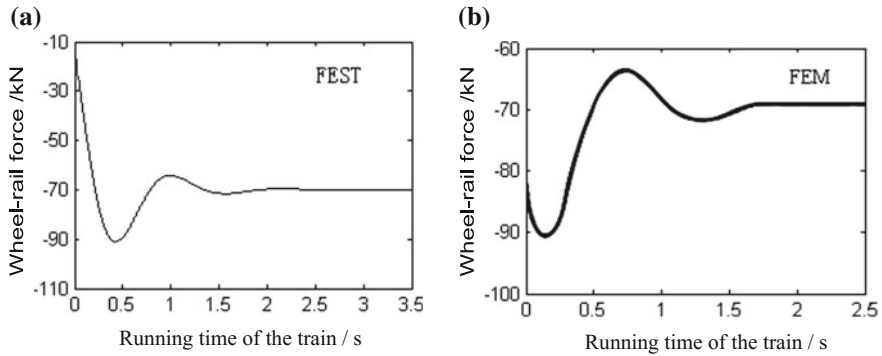 (a)
-10
-30
-50
-70
-90
-110
Wheel-rail force /kN
FEST
0 0.5 1 1.5 2 2.5 3 3.5
Running time of the train / s
(b)
-60
-70
-80
-90
-100
Wheel-rail force /kN
FEM
0 0.5 1 1.5 2 2.5
Running time of the train / s